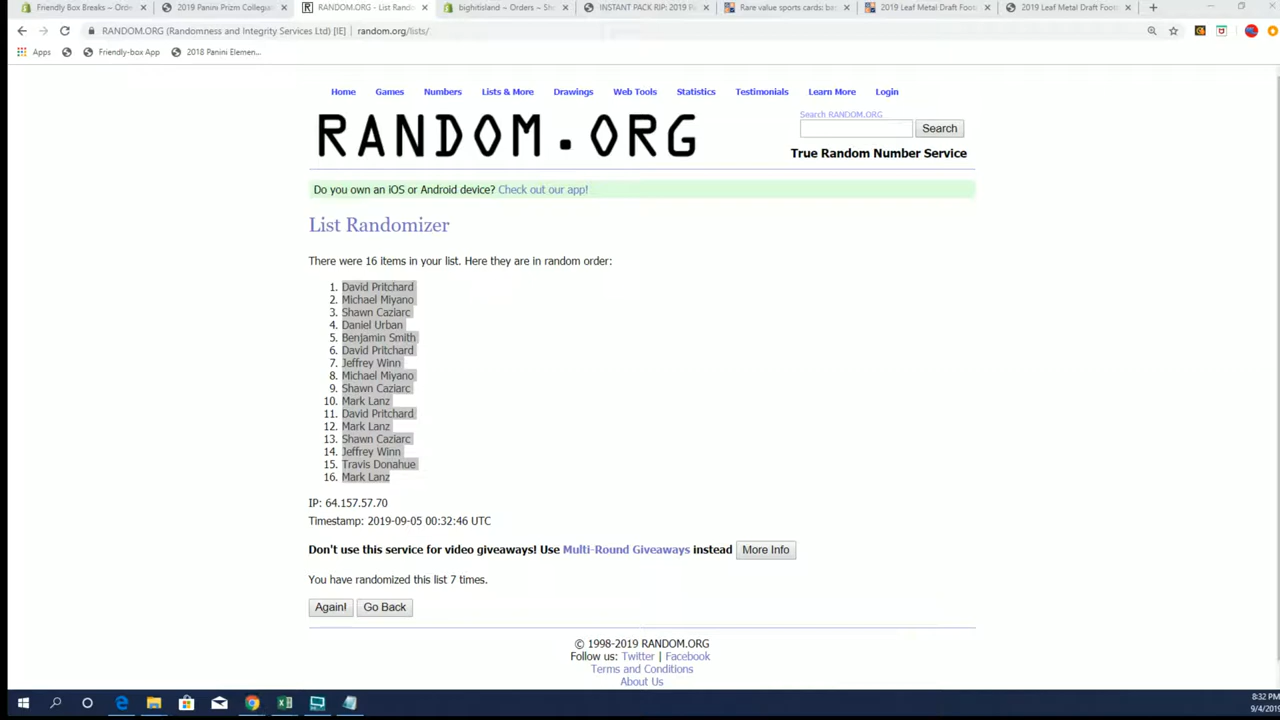 Friendly Box Breaks ~ Orde
2019 Panini Prizm Collegiat
RANDOM.ORG - List Rando
bighitisland ~ Orders ~ Sh
INSTANT PACK RIP: 2019 P
Rare value sports cards: ba
2019 Leaf Metal Draft Foot
2019 Leaf Metal Draft Foot
RANDOM.ORG (Randomness and Integrity Services Ltd) [IE] | random.org/lists/
Apps Friendly-box App 2018 Panini Elemen...
Home Games Numbers Lists & More Drawings Web Tools Statistics Testimonials Learn More Login
RANDOM.ORG
Search RANDOM.ORG
Search
True Random Number Service
Do you own an iOS or Android device? Check out our app!
List Randomizer
There were 16 items in your list. Here they are in random order:
1. David Pritchard
2. Michael Miyano
3. Shawn Caziarc
4. Daniel Urban
5. Benjamin Smith
6. David Pritchard
7. Jeffrey Winn
8. Michael Miyano
9. Shawn Caziarc
10. Mark Lanz
11. David Pritchard
12. Mark Lanz
13. Shawn Caziarc
14. Jeffrey Winn
15. Travis Donahue
16. Mark Lanz
IP: 64.157.57.70
Timestamp: 2019-09-05 00:32:46 UTC
Don't use this service for video giveaways! Use Multi-Round Giveaways instead More Info
You have randomized this list 7 times.
Again! Go Back
© 1998-2019 RANDOM.ORG
Follow us: Twitter | Facebook
Terms and Conditions
About Us
8:32 PM
9/4/2019